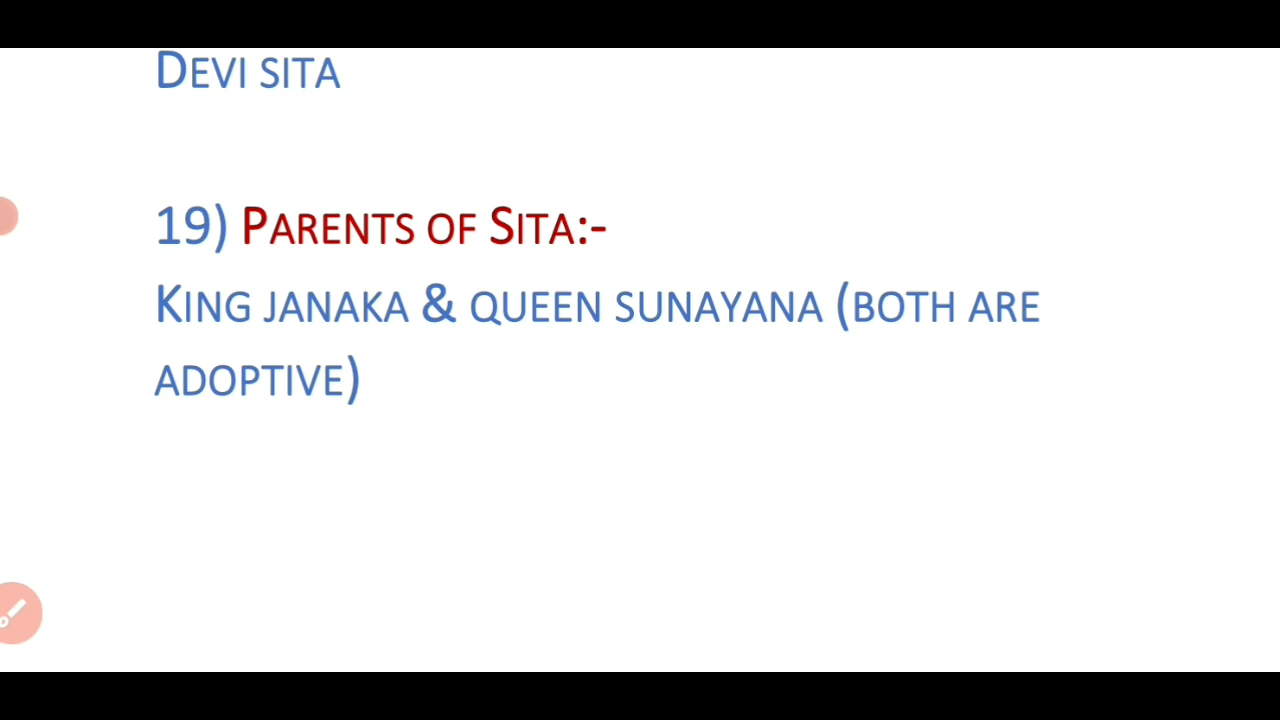 DEVI SITA
19) PARENTS OF SITA:-
KING JANAKA & QUEEN SUNAYANA (BOTH ARE
ADOPTIVE)